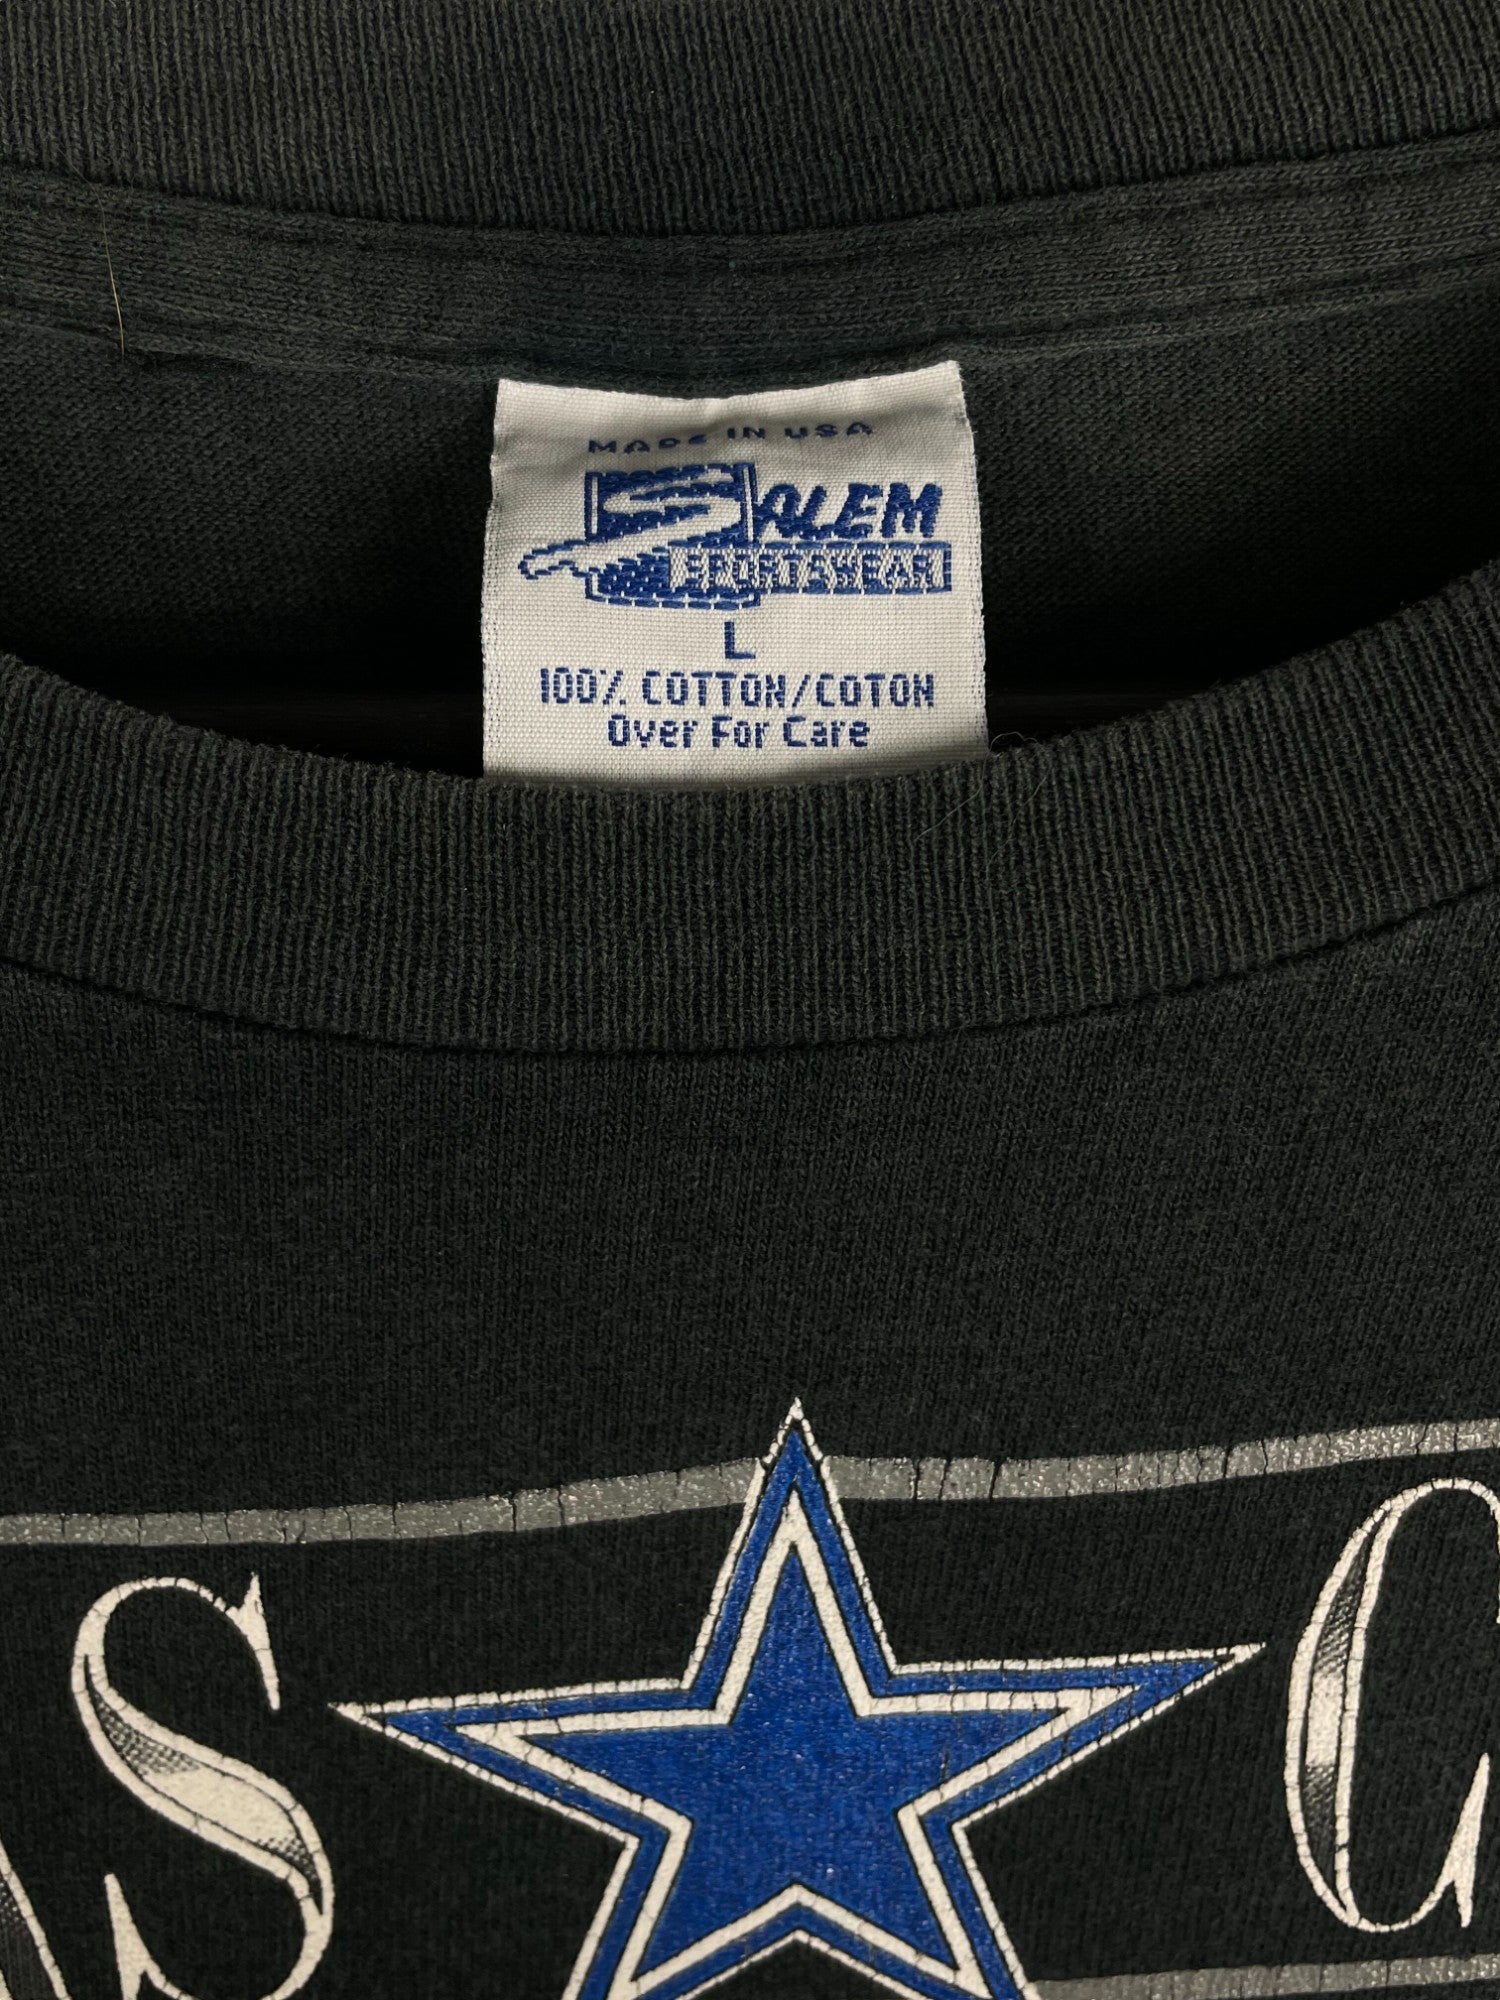 MADE IN USA
SALEM
SPORTSWEAR
L
100% COTTON/COTON
Over For Care
S C